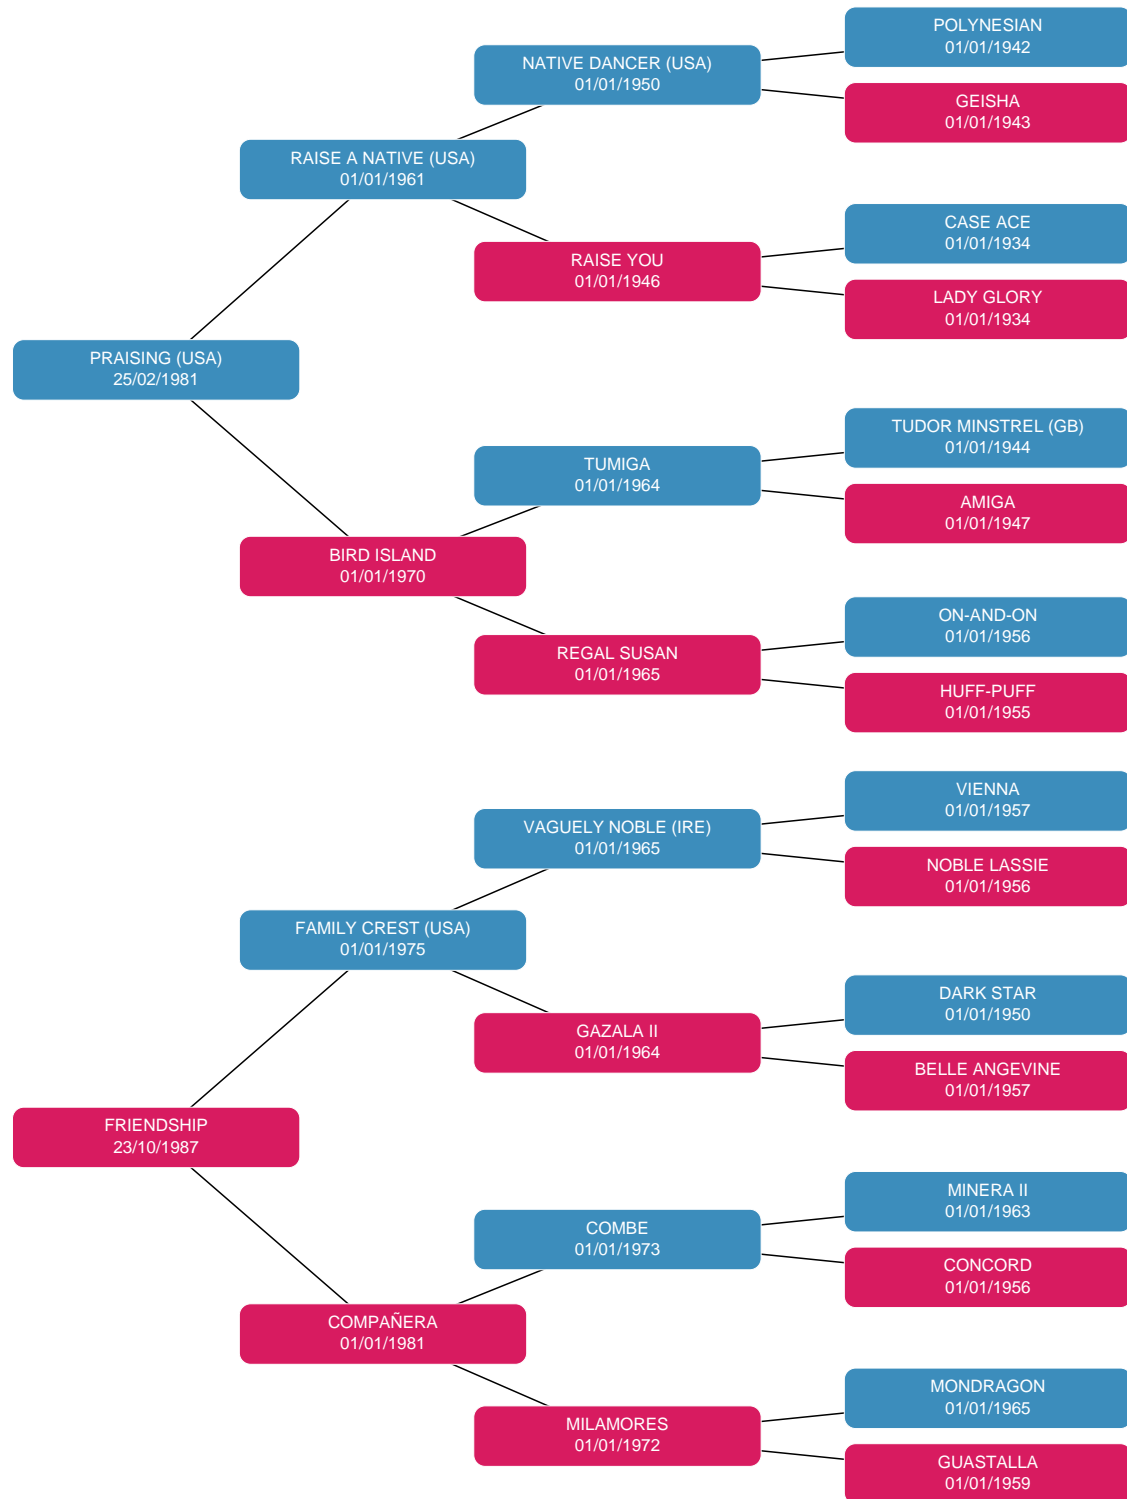 POLYNESIAN
01/01/1942
NATIVE DANCER (USA)
01/01/1950
GEISHA
01/01/1943
RAISE A NATIVE (USA)
01/01/1961
CASE ACE
01/01/1934
RAISE YOU
01/01/1946
LADY GLORY
01/01/1934
PRAISING (USA)
25/02/1981
TUDOR MINSTREL (GB)
01/01/1944
TUMIGA
01/01/1964
AMIGA
01/01/1947
BIRD ISLAND
01/01/1970
ON-AND-ON
01/01/1956
REGAL SUSAN
01/01/1965
HUFF-PUFF
01/01/1955
VIENNA
01/01/1957
VAGUELY NOBLE (IRE)
01/01/1965
NOBLE LASSIE
01/01/1956
FAMILY CREST (USA)
01/01/1975
DARK STAR
01/01/1950
GAZALA II
01/01/1964
BELLE ANGEVINE
01/01/1957
FRIENDSHIP
23/10/1987
MINERA II
01/01/1963
COMBE
01/01/1973
CONCORD
01/01/1956
COMPAÑERA
01/01/1981
MONDRAGON
01/01/1965
MILAMORES
01/01/1972
GUASTALLA
01/01/1959